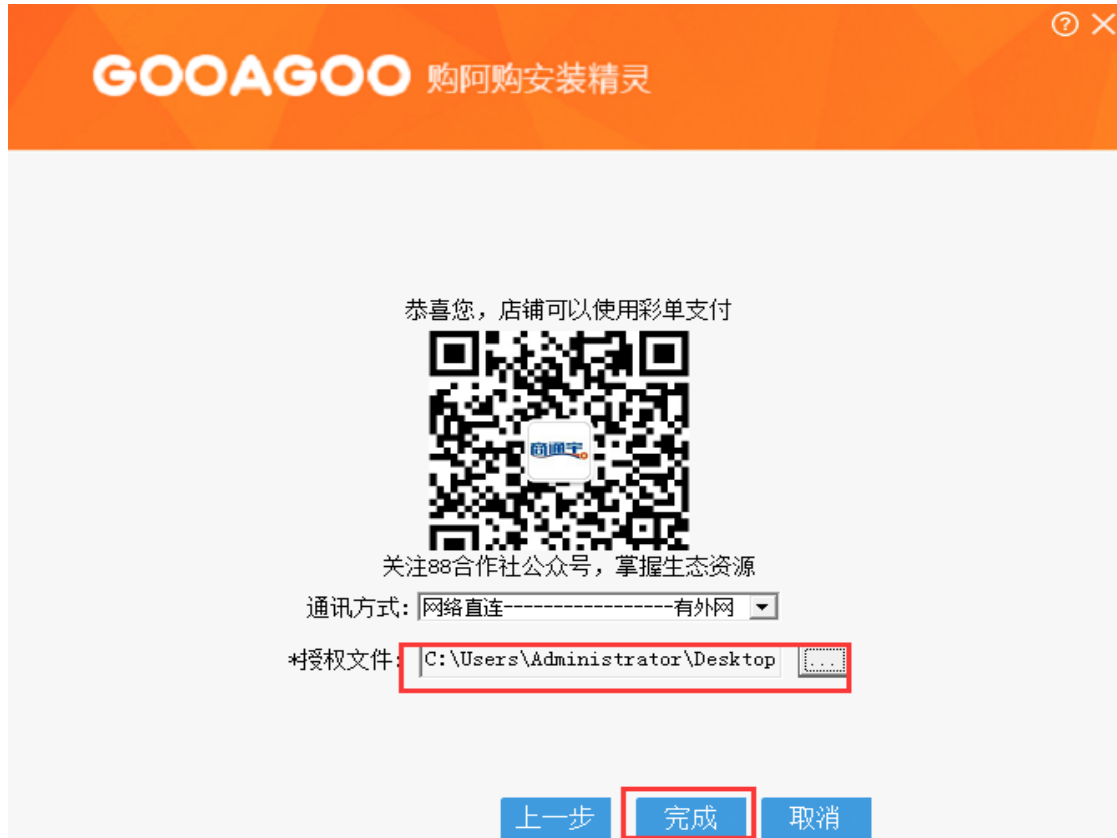 GOOAGOO 购阿购安装精灵
恭喜您，店铺可以使用彩单支付
商通宝
关注88合作社公众号，掌握生态资源
通讯方式: 网络直连-----------------有外网
*授权文件: C:\Users\Administrator\Desktop ...
上一步 完成 取消